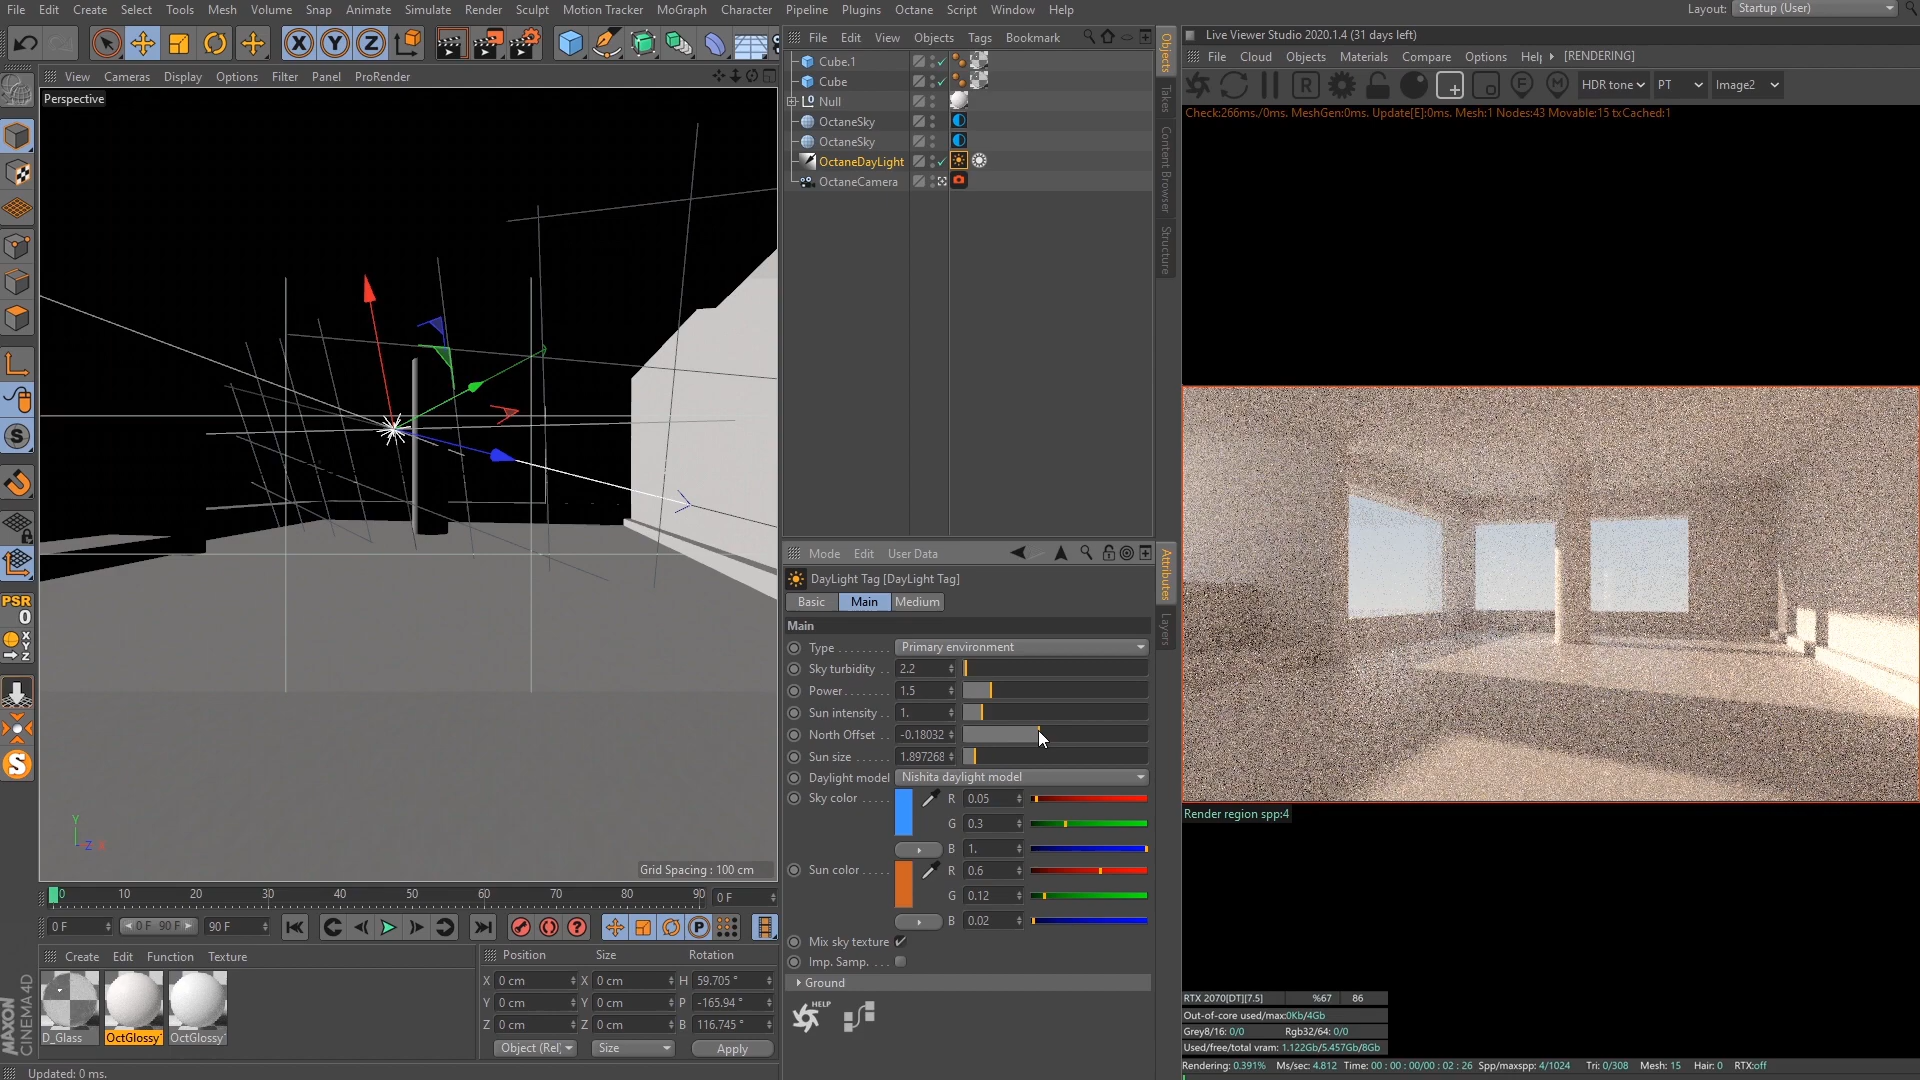 File Edit Create Select Tools Mesh Volume Snap Animate Simulate Render Sculpt Motion Tracker MoGraph Character Pipeline Plugins Octane Script Window Help
Layout: Startup (User)
View Cameras Display Options Filter Panel ProRender
Perspective
Grid Spacing : 100 cm
Y
Z X
File Edit View Objects Tags Bookmark
Cube.1
Cube
Null
OctaneSky
OctaneSky
OctaneDayLight
OctaneCamera
Objects
Takes
Content Browser
Structure
Mode Edit User Data
DayLight Tag [DayLight Tag]
Basic Main Medium
Main
Type Primary environment
Sky turbidity 2.2
Power 1.5
Sun intensity 1.
North Offset -0.18032
Sun size 1.897268
Daylight model Nishita daylight model
Sky color R 0.05
G 0.3
B 1.
Sun color R 0.6
G 0.12
B 0.02
Mix sky texture
Imp. Samp.
Ground
HELP
Attributes
Layers
Live Viewer Studio 2020.1.4 (31 days left)
File Cloud Objects Materials Compare Options Help [RENDERING]
R F M HDR tone PT Image2
Check:266ms./0ms. MeshGen:0ms. Update[E]:0ms. Mesh:1 Nodes:43 Movable:15 txCached:1
Render region spp:4
RTX 2070[DT][7.5] %67 86
Out-of-core used/max:0Kb/4Gb
Grey8/16: 0/0 Rgb32/64: 0/0
Used/free/total vram: 1.122Gb/5.457Gb/8Gb
Rendering: 0.391% Ms/sec: 4.812 Time: 00 : 00 : 00/00 : 02 : 26 Spp/maxspp: 4/1024 Tri: 0/308 Mesh: 15 Hair: 0 RTX:off
PSR
0
X
Y
Z
0 10 20 30 40 50 60 70 80 90 0 F
0 F 0 F 90 F 90 F
Create Edit Function Texture
D_Glass OctGlossy OctGlossy
Position Size Rotation
X 0 cm X 0 cm H 59.705 °
Y 0 cm Y 0 cm P -165.94 °
Z 0 cm Z 0 cm B 116.745 °
Object (Rel) Size Apply
MAXON
CINEMA4D
Updated: 0 ms.